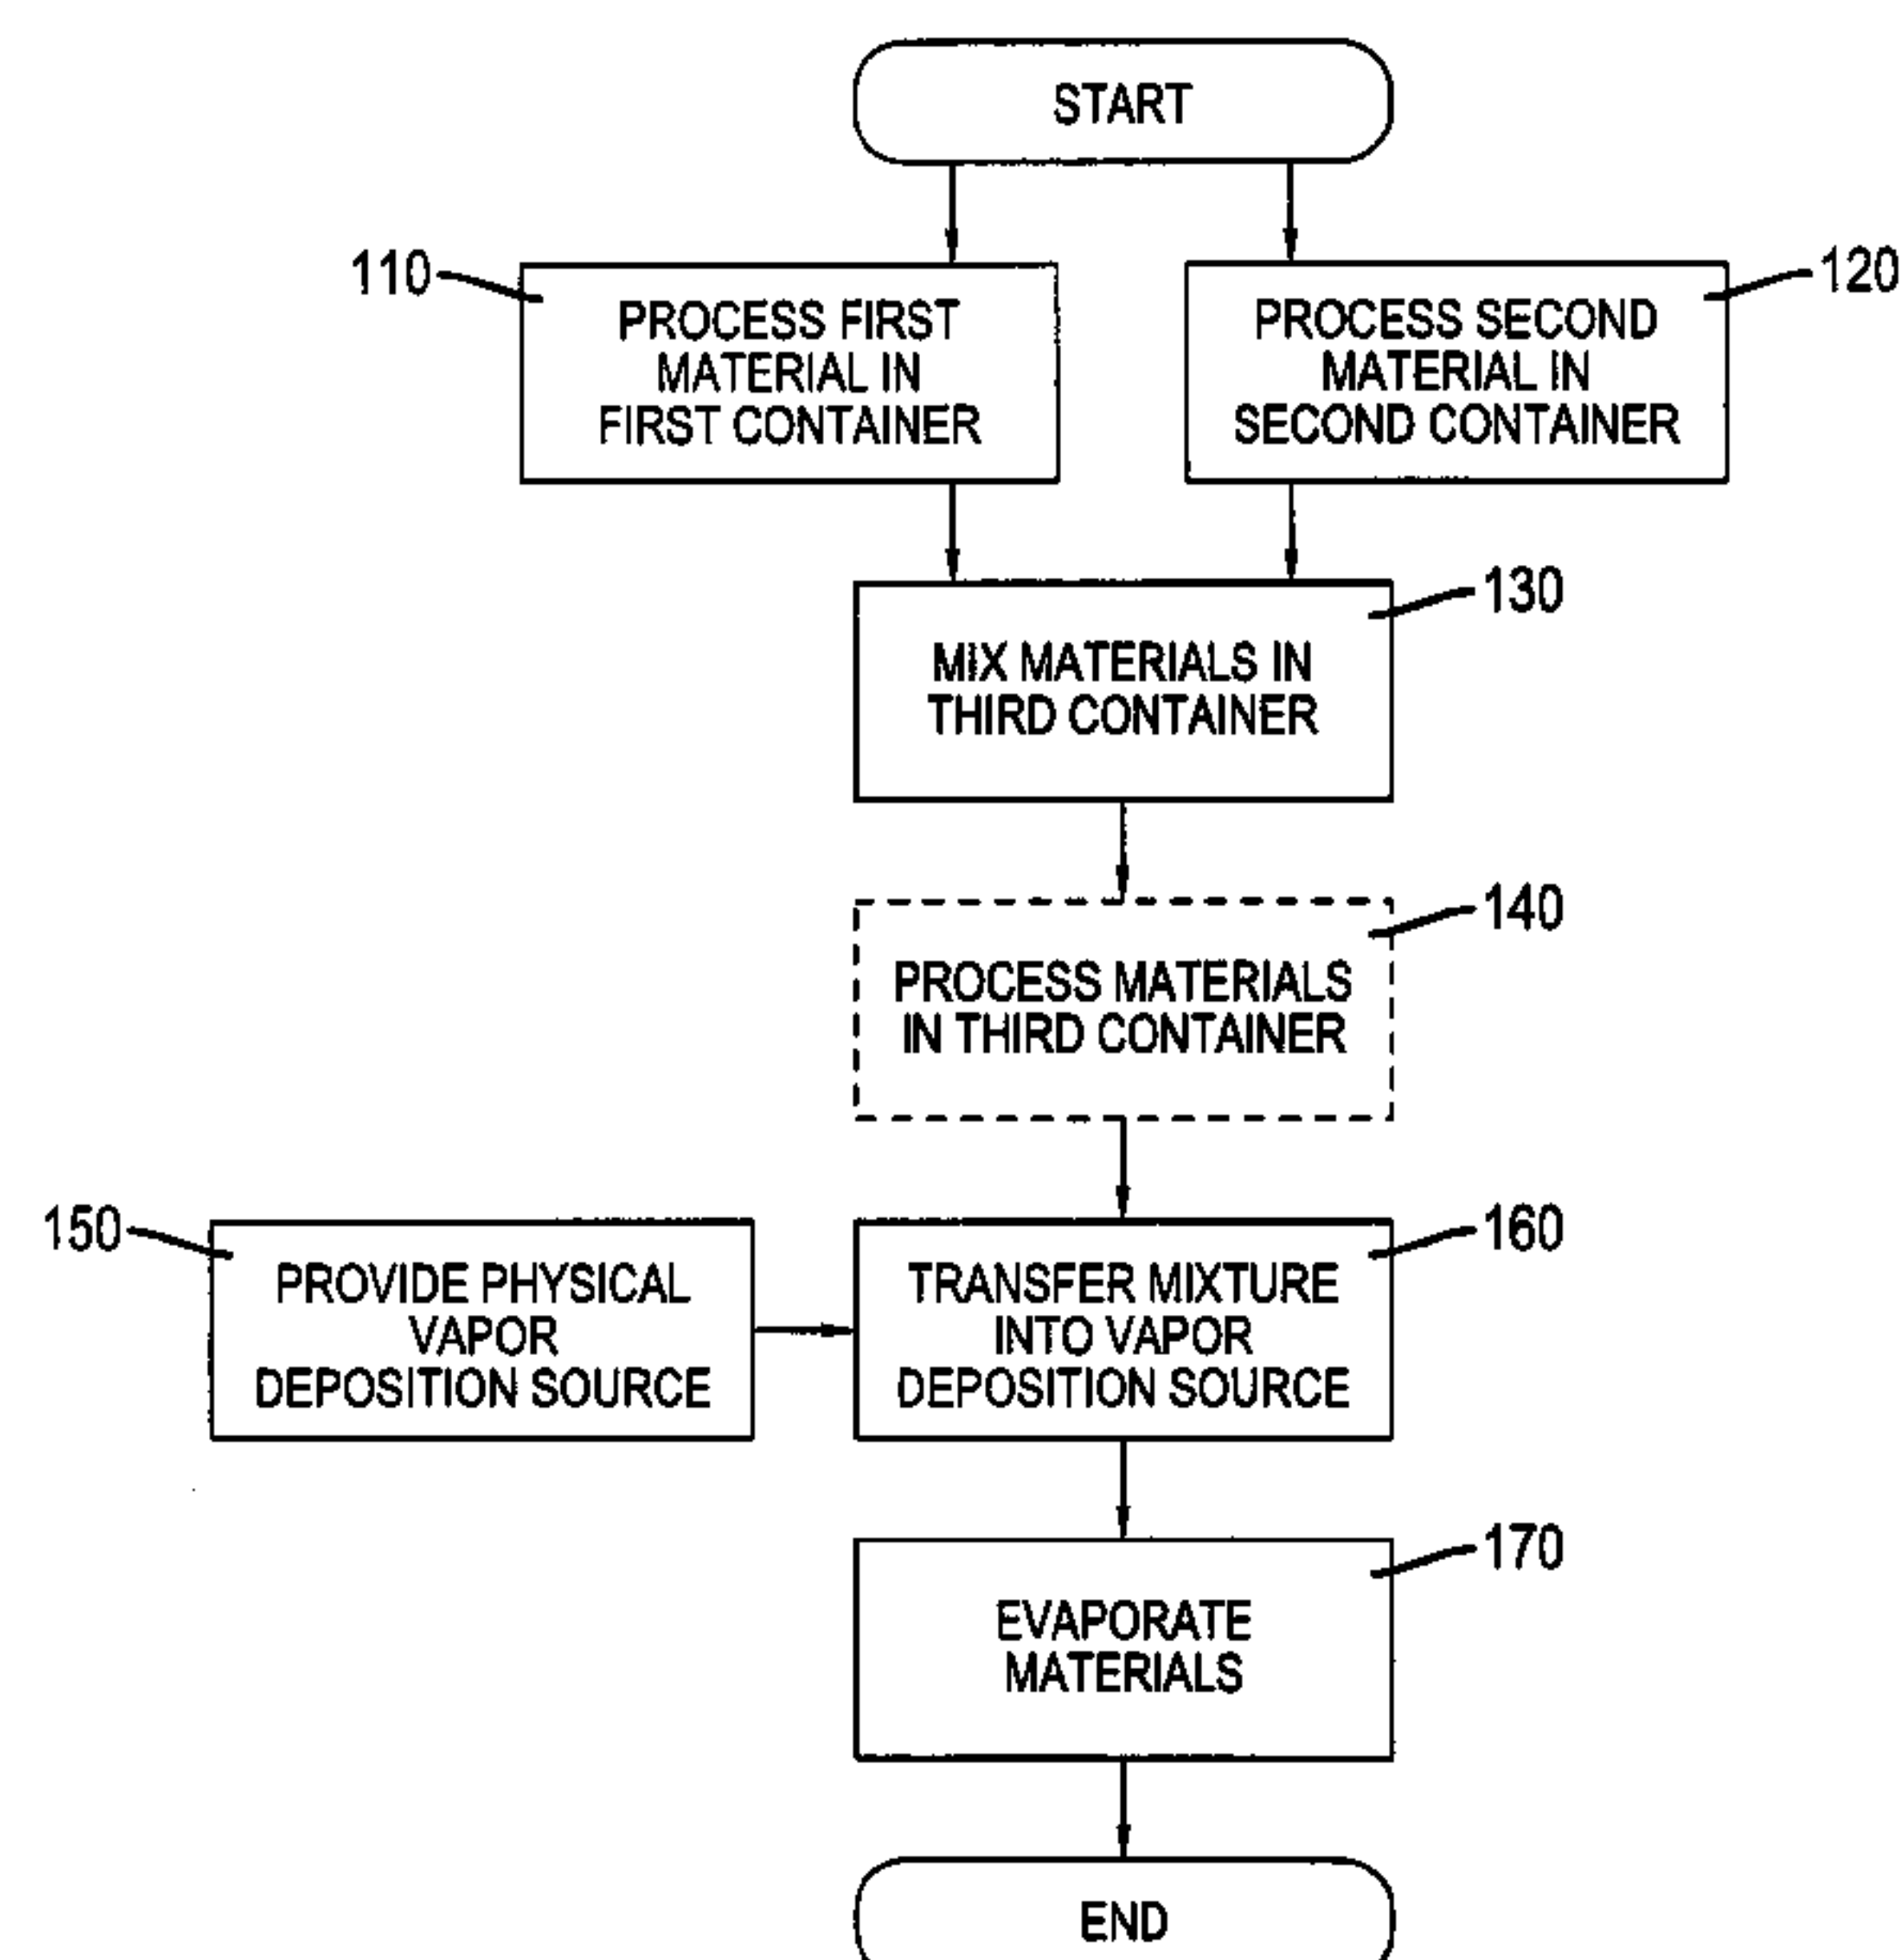 START
110
PROCESS FIRST
MATERIAL IN
FIRST CONTAINER
120
PROCESS SECOND
MATERIAL IN
SECOND CONTAINER
130
MIX MATERIALS IN
THIRD CONTAINER
140
PROCESS MATERIALS
IN THIRD CONTAINER
150
PROVIDE PHYSICAL
VAPOR
DEPOSITION SOURCE
160
TRANSFER MIXTURE
INTO VAPOR
DEPOSITION SOURCE
170
EVAPORATE
MATERIALS
END